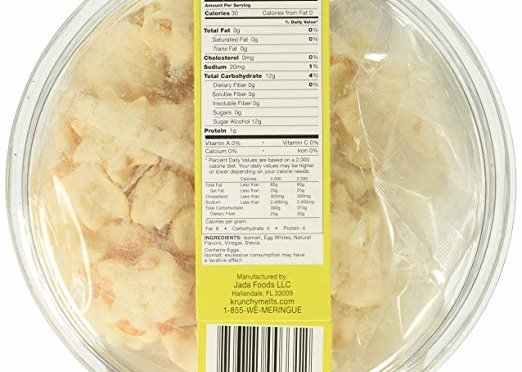 Amount Per Serving
Calories 30 Calories from Fat 0
% Daily Value*
Total Fat 0g 0%
Saturated Fat 0g 0%
Trans Fat 0g
Cholesterol 0mg 0%
Sodium 20mg 1%
Total Carbohydrate 12g 4%
Dietary Fiber 0g 0%
Soluble Fiber 0g
Insoluble Fiber 0g
Sugars 0g
Sugar Alcohol 12g
Protein 1g
Vitamin A 0% • Vitamin C 0%
Calcium 0% • Iron 0%
* Percent Daily Values are based on a 2,000
calorie diet. Your daily values may be higher
or lower depending on your calorie needs.
Calories 2,000 2,500
Total Fat Less than 65g 80g
Sat Fat Less than 20g 25g
Cholesterol Less than 300mg 300mg
Sodium Less than 2,400mg 2,400mg
Total Carbohydrate 300g 375g
Dietary Fiber 25g 30g
Calories per gram:
Fat 9 • Carbohydrate 4 • Protein 4
INGREDIENTS: Isomalt, Egg Whites, Natural
Flavors, Vinegar, Stevia.
Contains Eggs.
Isomalt: excessive consumption may have
a laxative effect.
Manufactured by:
Jada Foods LLC
Hallandale, FL 33009
krunchymelts.com
1-855-WE-MERINGUE